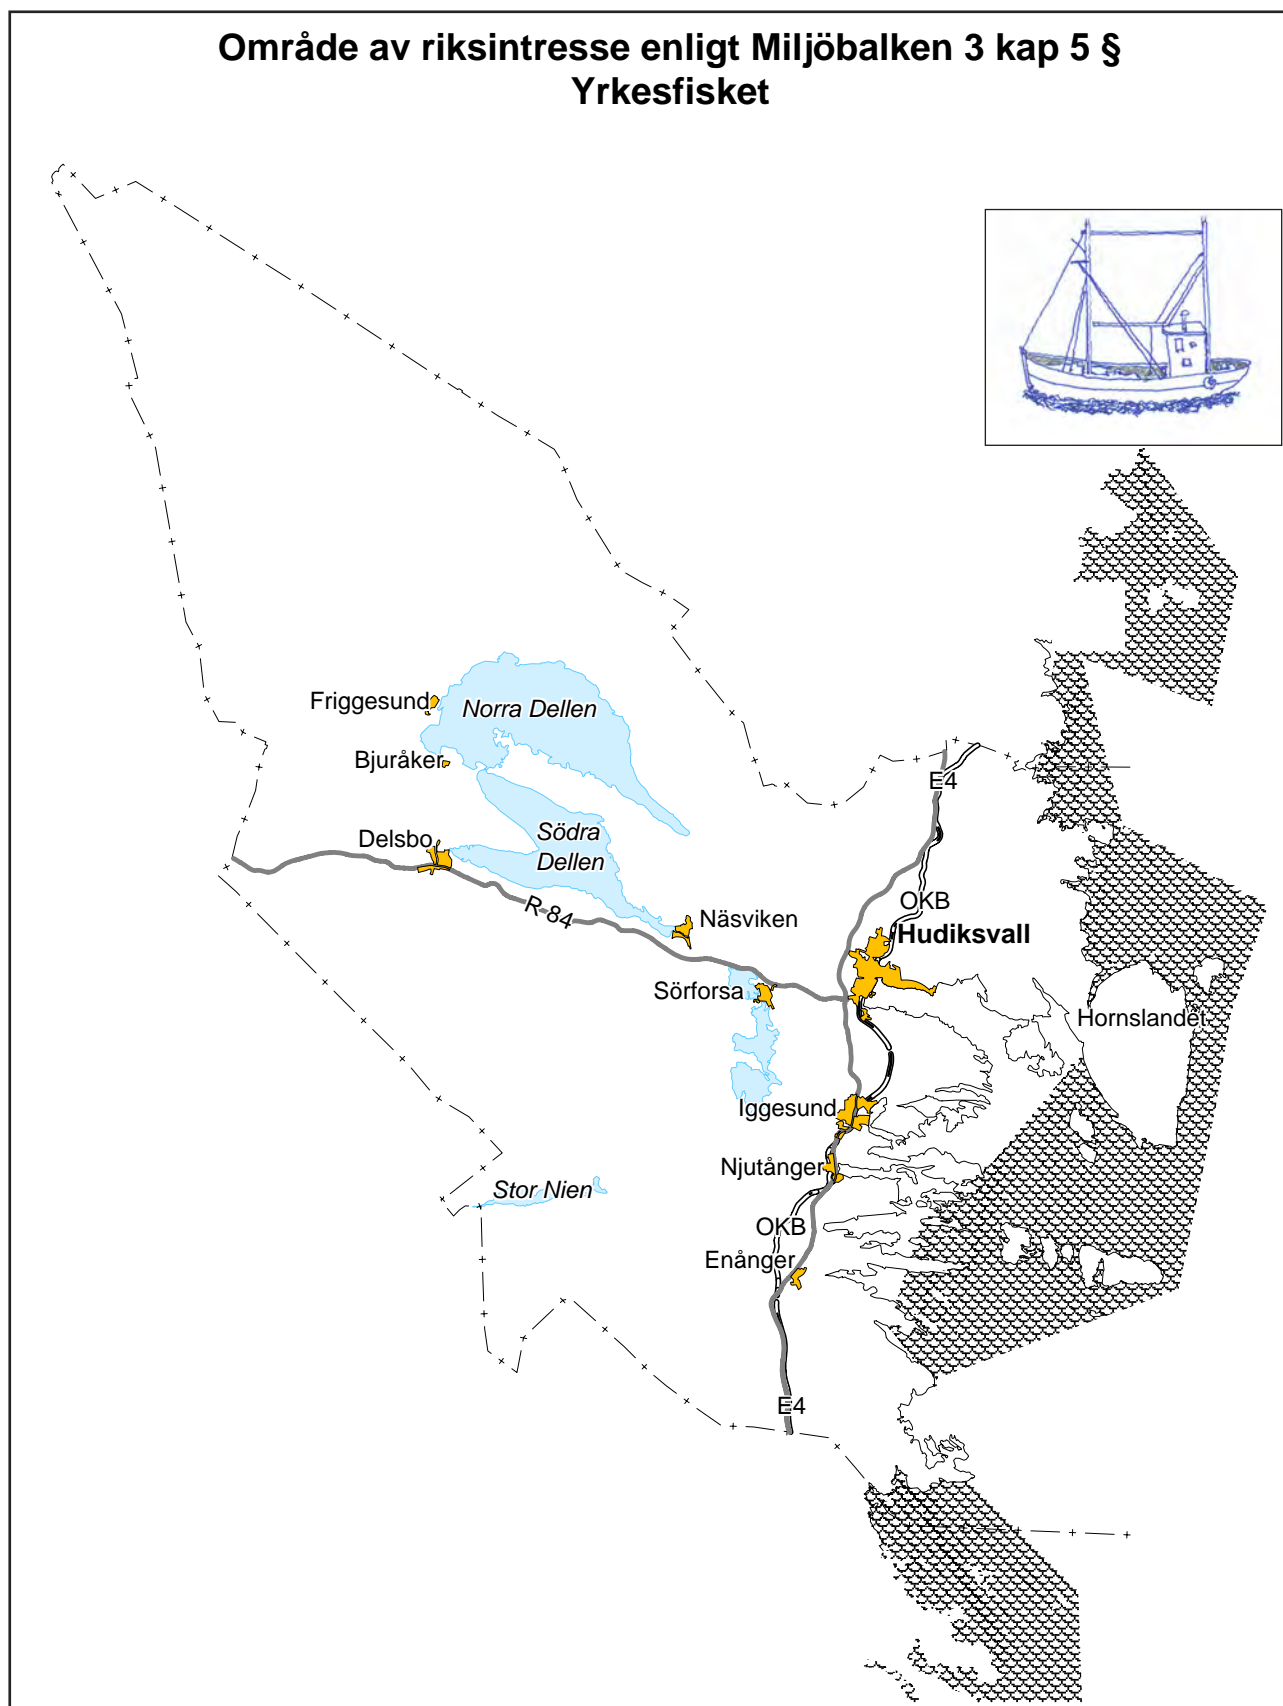 Område av riksintresse enligt Miljöbalken 3 kap 5 §
Yrkesfisket
Friggesund
Norra Dellen
Bjuråker
E4
Delsbo
Södra
Dellen
OKB
R 84
Näsviken
Hudiksvall
Sörforsa
Hornslandet
Iggesund
Njutånger
Stor Nien
OKB
Enånger
E4